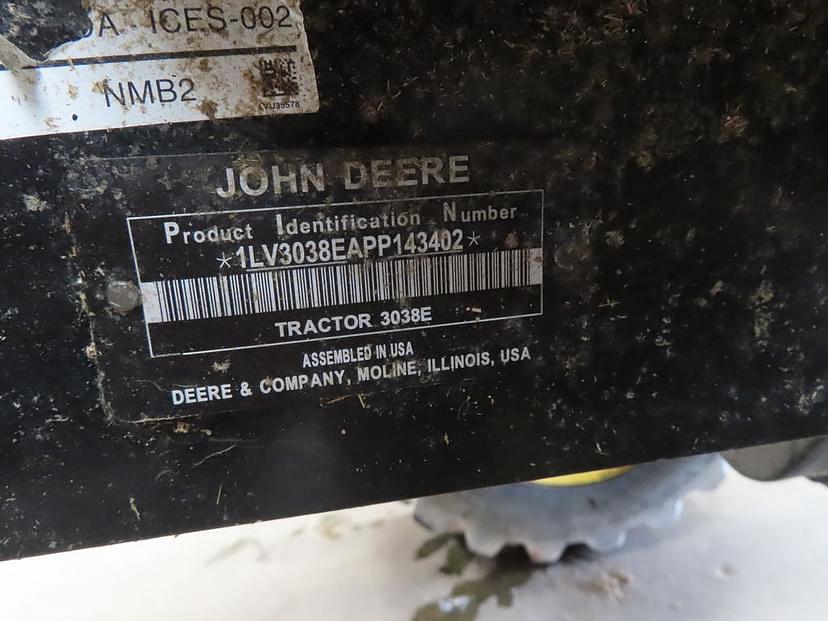 ICES-002
NMB2
JOHN DEERE
Product Identification Number
*1LV3038EAPP143402*
TRACTOR 3038E
ASSEMBLED IN USA
DEERE & COMPANY, MOLINE, ILLINOIS, USA